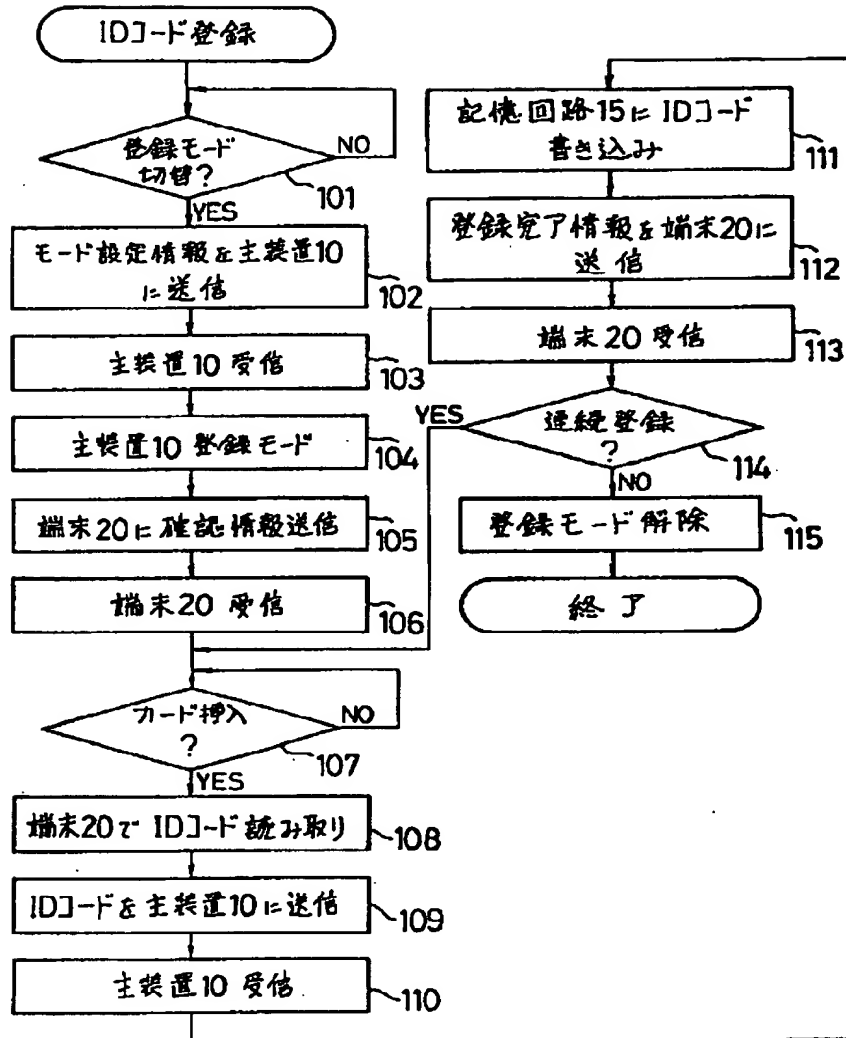 IDコード登録
登録モード
切替?
NO
101
YES
モード設定情報を主装置10
に送信
102
主装置10 受信
103
主装置10 登録モード
104
端末20に確認情報送信
105
端末20 受信
106
カード挿入
?
NO
107
YES
端末20で IDコード読み取り
108
IDコードを主装置10に送信
109
主装置10 受信
110
記憶回路15に IDコード
書き込み
111
登録完了情報を端末20に
送信
112
端末20 受信
113
YES
連続登録
?
114
NO
登録モード解除
115
終了